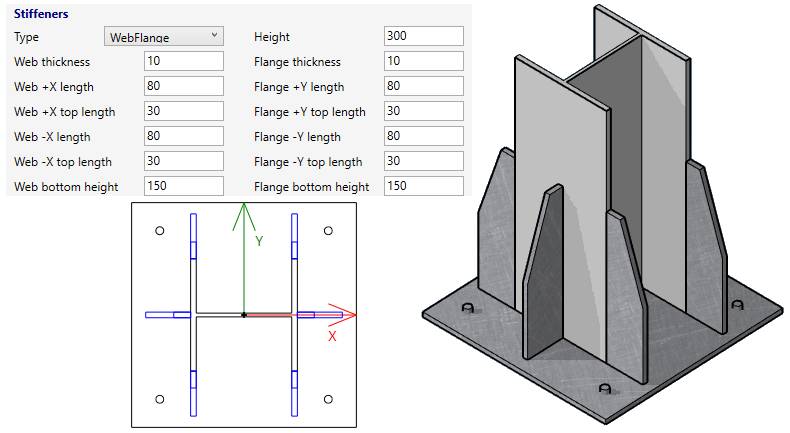 Stiffeners
Type WebFlange Height 300
Web thickness 10 Flange thickness 10
Web +X length 80 Flange +Y length 80
Web +X top length 30 Flange +Y top length 30
Web -X length 80 Flange -Y length 80
Web -X top length 30 Flange -Y top length 30
Web bottom height 150 Flange bottom height 150
Y
X